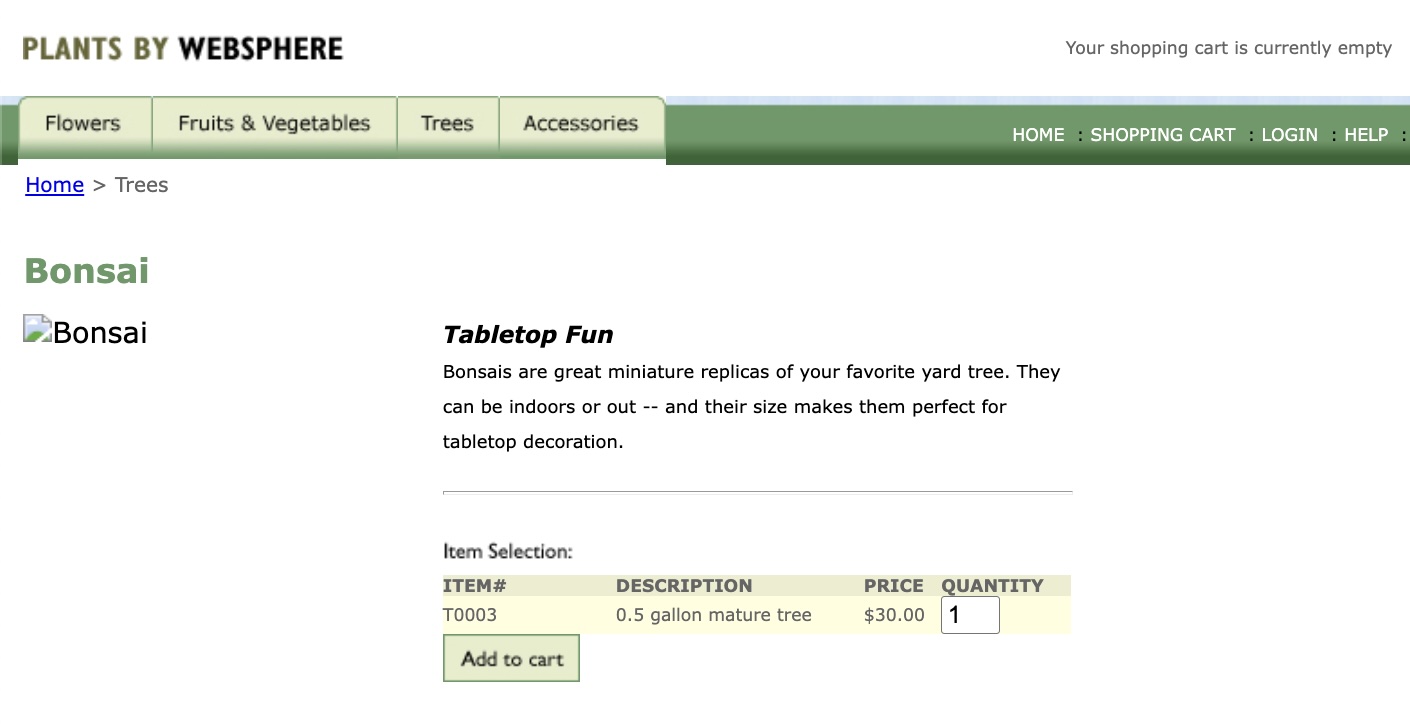 PLANTS BY WEBSPHERE
Your shopping cart is currently empty
Flowers Fruits & Vegetables Trees Accessories
HOME : SHOPPING CART : LOGIN : HELP :
Home > Trees
Bonsai
Bonsai
Tabletop Fun
Bonsais are great miniature replicas of your favorite yard tree. They
can be indoors or out -- and their size makes them perfect for
tabletop decoration.
Item Selection:
ITEM# DESCRIPTION PRICE QUANTITY
T0003 0.5 gallon mature tree $30.00 1
Add to cart